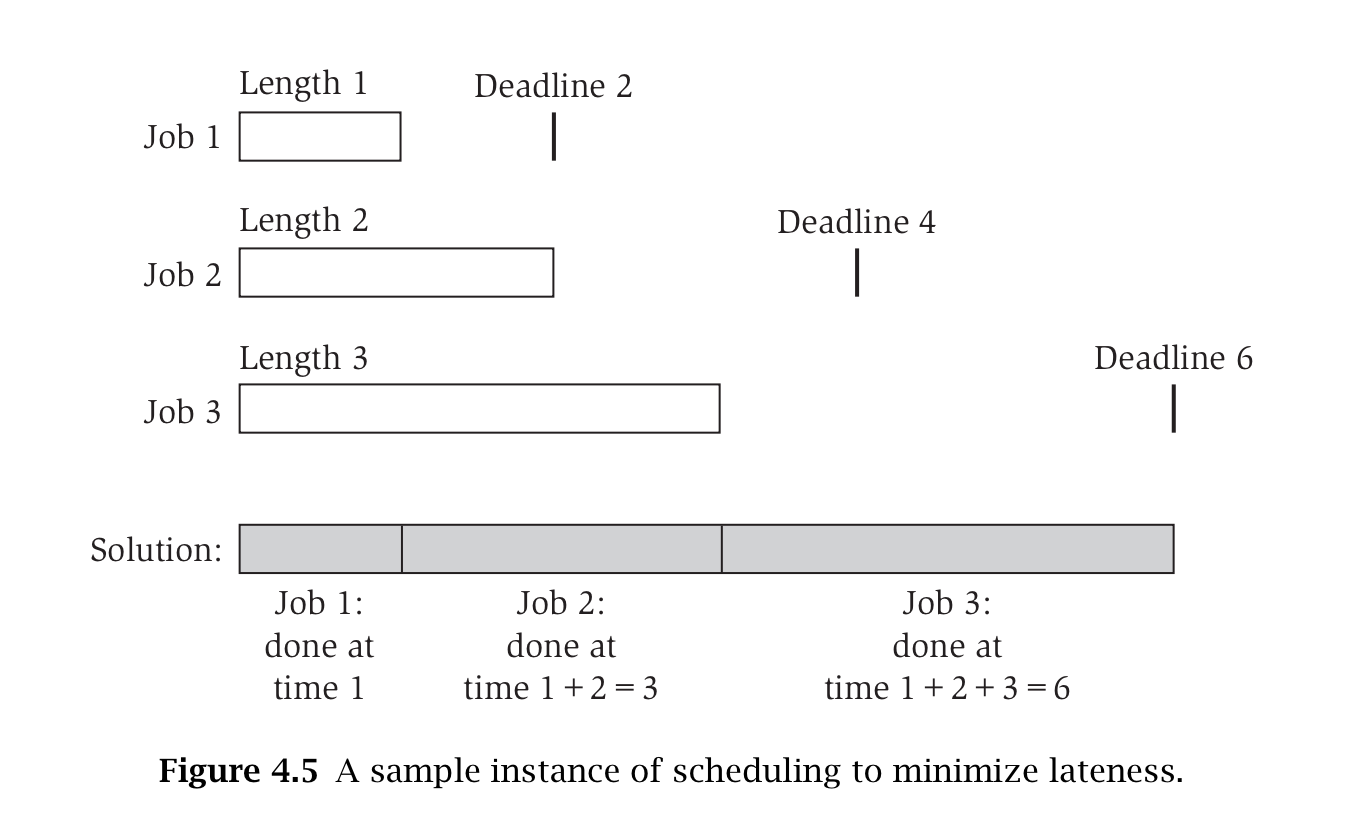 Length 1
Deadline 2
Job 1
Length 2
Deadline 4
Job 2
Length 3
Deadline 6
Job 3
Solution:
Job 1:
done at
time 1
Job 2:
done at
time 1 + 2 = 3
Job 3:
done at
time 1 + 2 + 3 = 6
Figure 4.5 A sample instance of scheduling to minimize lateness.